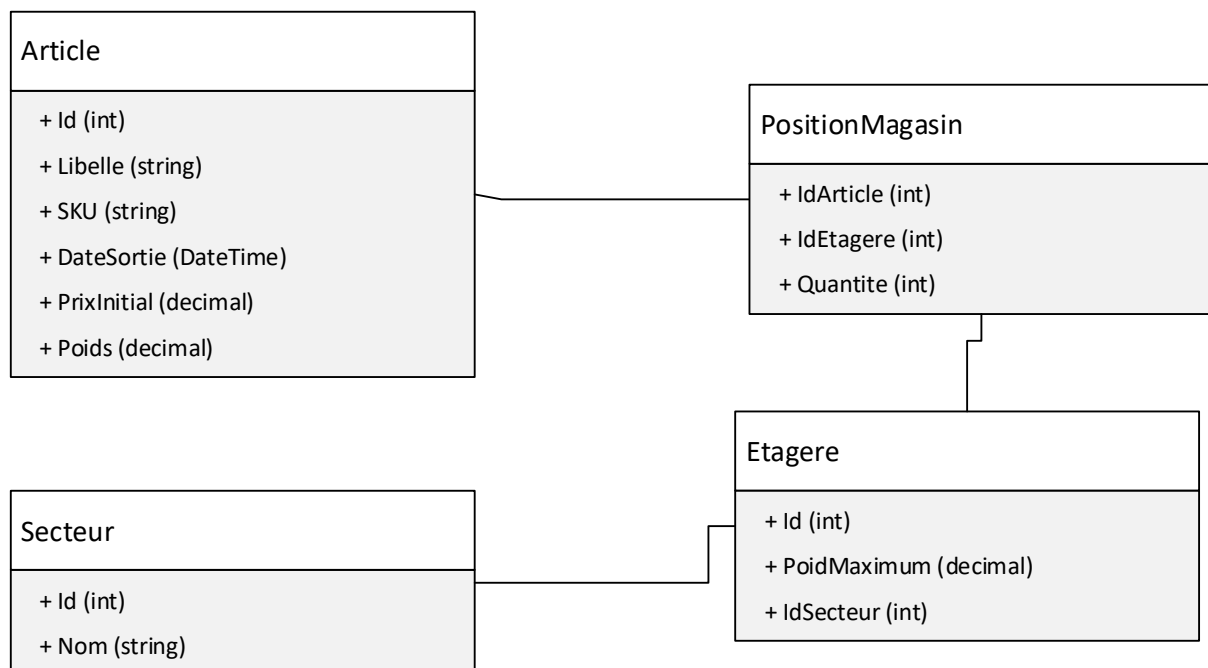 Article
+ Id (int)
+ Libelle (string)
+ SKU (string)
+ DateSortie (DateTime)
+ PrixInitial (decimal)
+ Poids (decimal)
PositionMagasin
+ IdArticle (int)
+ IdEtagere (int)
+ Quantite (int)
Etagere
+ Id (int)
+ PoidMaximum (decimal)
+ IdSecteur (int)
Secteur
+ Id (int)
+ Nom (string)